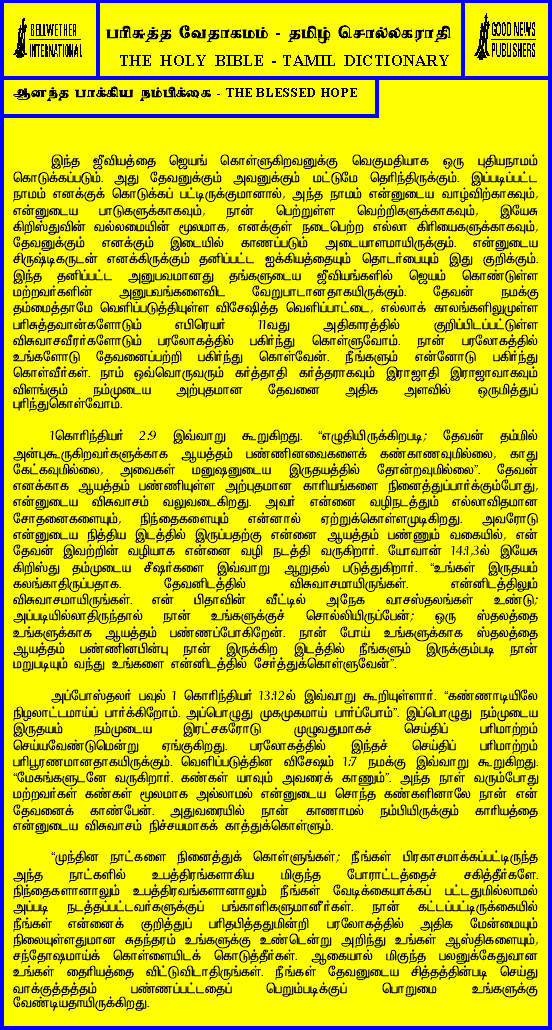 BELLWETHER
INTERNATIONAL
பரிசுத்த வேதாகமம் - தமிழ் சொல்லகராதி
THE HOLY BIBLE - TAMIL DICTIONARY
GOOD NEWS
PUBLISHERS
ஆனந்த பாக்கிய நம்பிக்கை - THE BLESSED HOPE
இந்த ஜீவியத்தை ஜெயங் கொள்ளுகிறவனுக்கு வெகுமதியாக ஒரு புதியநாமம்
கொடுக்கப்படும். அது தேவனுக்கும் அவனுக்கும் மட்டுமே தெரிந்திருக்கும். இப்படிப்பட்ட
நாமம் எனக்குக் கொடுக்கப் பட்டிருக்குமானால், அந்த நாமம் என்னுடைய வாழ்விற்காகவும்,
என்னுடைய பாடுகளுக்காகவும், நான் பெற்றுள்ள வெற்றிகளுக்காகவும், இயேசு
கிறிஸ்துவின் வல்லமையின் மூலமாக, எனக்குள் நடைபெற்ற எல்லா கிரியைகளுக்காகவும்,
தேவனுக்கும் எனக்கும் இடையில் காணப்படும் அடையாளமாயிருக்கும். என்னுடைய
சிருஷ்டிகருடன் எனக்கிருக்கும் தனிப்பட்ட ஐக்கியத்தையும் தொடர்பையும் இது குறிக்கும்.
இந்த தனிப்பட்ட அனுபவமானது தங்களுடைய ஜீவியங்களில் ஜெயம் கொண்டுள்ள
மற்றவர்களின் அனுபவங்களைவிட வேறுபாடானதாகயிருக்கும். தேவன் நமக்கு
தம்மைத்தாமே வெளிப்படுத்தியுள்ள விசேஷித்த வெளிப்பாட்டை, எல்லாக் காலங்களிலுமுள்ள
பரிசுத்தவான்களோடும் எபிரெயர் 11வது அதிகாரத்தில் குறிப்பிடப்பட்டுள்ள
விசுவாசவீரர்களோடும் பரலோகத்தில் பகிர்ந்து கொள்ளுவோம். நான் பரலோகத்தில்
உங்களோடு தேவனைப்பற்றி பகிர்ந்து கொள்வேன். நீங்களும் என்னோடு பகிர்ந்து
கொள்வீர்கள். நாம் ஒவ்வொருவரும் கர்த்தாதி கர்த்தராகவும் இராஜாதி இராஜாவாகவும்
விளங்கும் நம்முடைய அற்புதமான தேவனை அதிக அளவில் ஒருமித்துப்
புரிந்துகொள்வோம்.
1கொரிந்தியர் 2:9 இவ்வாறு கூறுகிறது. “எழுதியிருக்கிறபடி; தேவன் தம்மில்
அன்புகூருகிறவர்களுக்காக ஆயத்தம் பண்ணினவைகளைக் கண்காணவுமில்லை, காது
கேட்கவுமில்லை, அவைகள் மனுஷனுடைய இருதயத்தில் தோன்றவுமில்லை”. தேவன்
எனக்காக ஆயத்தம் பண்ணியுள்ள அற்புதமான காரியங்களை நினைத்துப்பார்க்கும்போது,
என்னுடைய விசுவாசம் வலுவடைகிறது. அவர் என்னை வழிநடத்தும் எல்லாவிதமான
சோதனைகளையும், நிந்தைகளையும் என்னால் ஏற்றுக்கொள்ளமுடிகிறது. அவரோடு
என்னுடைய நித்திய இடத்தில் இருப்பதற்கு என்னை ஆயத்தம் பண்ணும் வகையில், என்
தேவன் இவற்றின் வழியாக என்னை வழி நடத்தி வருகிறார். யோவான் 14:1,3ல் இயேசு
கிறிஸ்து தம்முடைய சீஷர்களை இவ்வாறு ஆறுதல் படுத்துகிறார். “உங்கள் இருதயம்
கலங்காதிருப்பதாக. தேவனிடத்தில் விசுவாசமாயிருங்கள். என்னிடத்திலும்
விசுவாசமாயிருங்கள். என் பிதாவின் வீட்டில் அநேக வாசஸ்தலங்கள் உண்டு;
அப்படியில்லாதிருந்தால் நான் உங்களுக்குச் சொல்லியிருப்பேன்; ஒரு ஸ்தலத்தை
உங்களுக்காக ஆயத்தம் பண்ணப்போகிறேன். நான் போய் உங்களுக்காக ஸ்தலத்தை
ஆயத்தம் பண்ணினபின்பு நான் இருக்கிற இடத்தில் நீங்களும் இருக்கும்படி நான்
மறுபடியும் வந்து உங்களை என்னிடத்தில் சேர்த்துக்கொள்ளுவேன்”.
அப்போஸ்தலர் பவுல் 1 கொரிந்தியர் 13:12ல் இவ்வாறு கூறியுள்ளார். “கண்ணாடியிலே
நிழலாட்டமாய்ப் பார்க்கிறோம். அப்பொழுது முகமுகமாய் பார்ப்போம்”. இப்பொழுது நம்முடைய
இருதயம் நம்முடைய இரட்சகரோடு முழுவதுமாகச் செய்திப் பரிமாற்றம்
செய்யவேண்டுமென்று ஏங்குகிறது. பரலோகத்தில் இந்தச் செய்திப் பரிமாற்றம்
பரிபூரணமானதாகயிருக்கும். வெளிப்படுத்தின விசேஷம் 1:7 நமக்கு இவ்வாறு கூறுகிறது.
“மேகங்களுடனே வருகிறார். கண்கள் யாவும் அவரைக் காணும்”. அந்த நாள் வரும்போது
மற்றவர்கள் கண்கள் மூலமாக அல்லாமல் என்னுடைய சொந்த கண்களினாலே நான் என்
தேவனைக் காண்பேன். அதுவரையில் நான் காணாமல் நம்பியிருக்கும் காரியத்தை
என்னுடைய விசுவாசம் நிச்சயமாகக் காத்துக்கொள்ளும்.
“முந்தின நாட்களை நினைத்துக் கொள்ளுங்கள்; நீங்கள் பிரகாசமாக்கப்பட்டிருந்த
அந்த நாட்களில் உபத்திரங்களாகிய மிகுந்த போராட்டத்தைச் சகித்தீர்களே.
நிந்தைகளானாலும் உபத்திரவங்களானாலும் நீங்கள் வேடிக்கையாக்கப் பட்டதுமில்லாமல்
அப்படி நடத்தப்பட்டவர்களுக்குப் பங்காளிகளுமானீர்கள். நான் கட்டப்பட்டிருக்கையில்
நீங்கள் என்னைக் குறித்துப் பரிதபித்ததுமின்றி பரலோகத்தில் அதிக மேன்மையும்
நிலையுள்ளதுமான சுதந்தரம் உங்களுக்கு உண்டென்று அறிந்து உங்கள் ஆஸ்திகளையும்,
சந்தோஷமாய்க் கொள்ளையிடக் கொடுத்தீர்கள். ஆகையால் மிகுந்த பலனுக்கேதுவான
உங்கள் தைரியத்தை விட்டுவிடாதிருங்கள். நீங்கள் தேவனுடைய சித்தத்தின்படி செய்து
வாக்குத்தத்தம் பண்ணப்பட்டதைப் பெறும்படிக்குப் பொறுமை உங்களுக்கு
வேண்டியதாயிருக்கிறது.